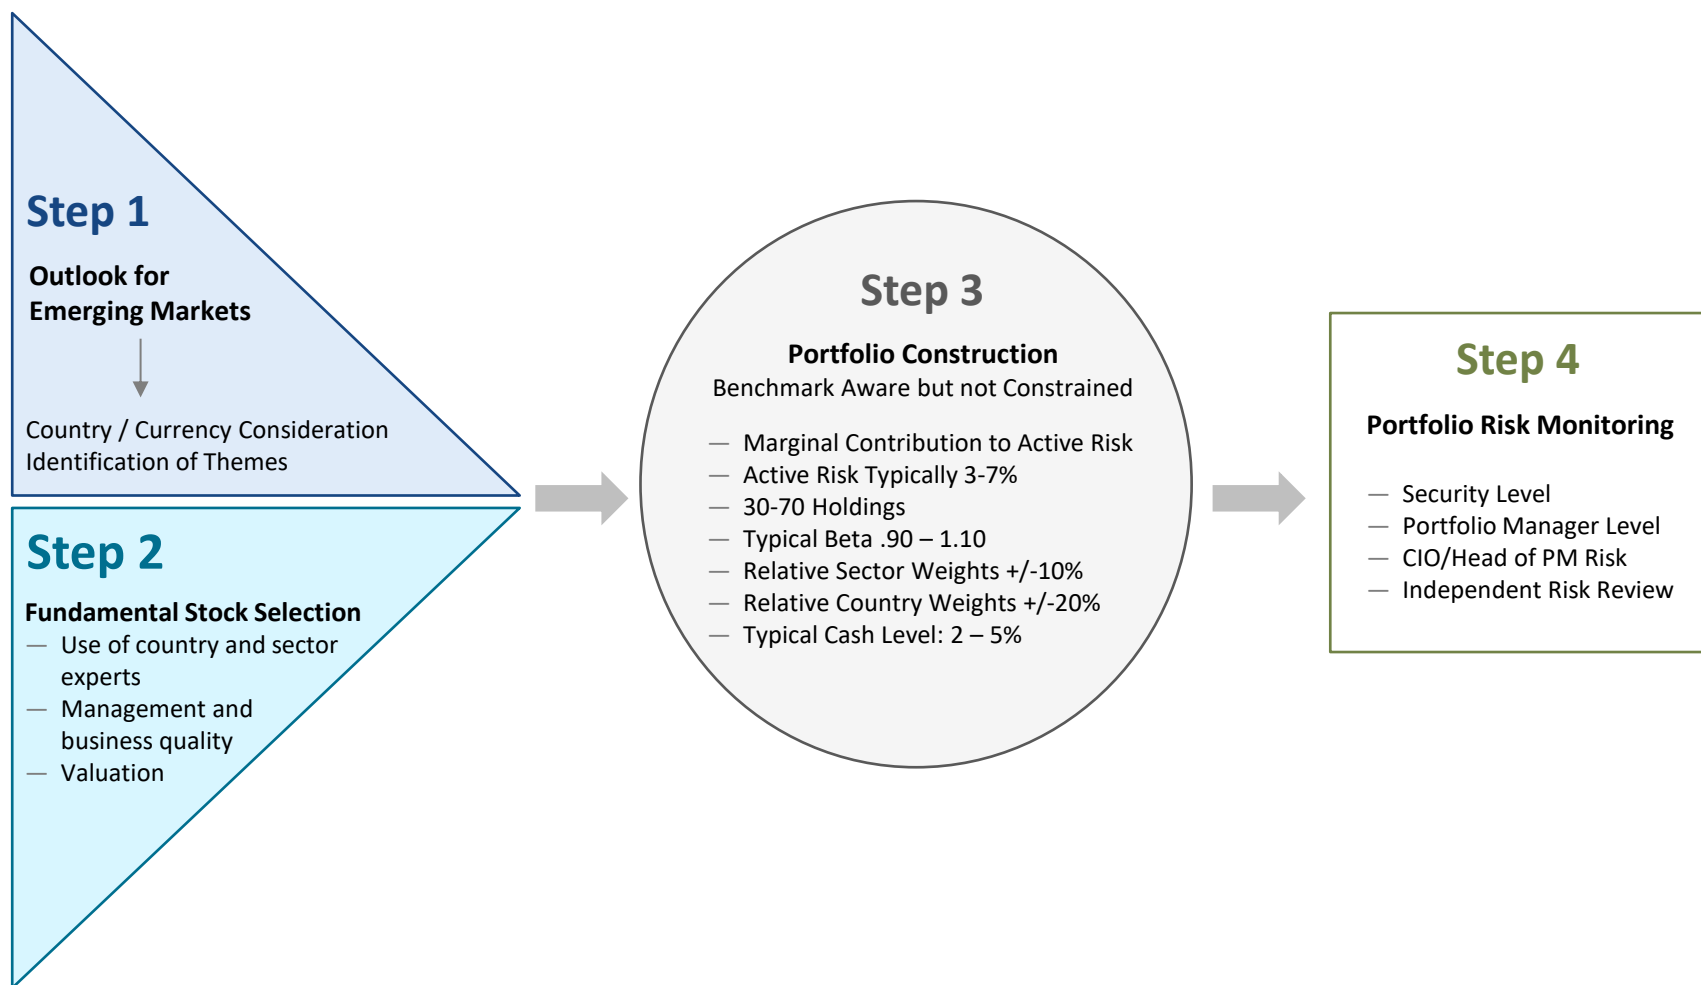 Step 1
Outlook for
Emerging Markets
Country / Currency Consideration
Identification of Themes
Step 2
Fundamental Stock Selection
— Use of country and sector
experts
— Management and
business quality
— Valuation
Step 3
Portfolio Construction
Benchmark Aware but not Constrained
— Marginal Contribution to Active Risk
— Active Risk Typically 3-7%
— 30-70 Holdings
— Typical Beta .90 – 1.10
— Relative Sector Weights +/-10%
— Relative Country Weights +/-20%
— Typical Cash Level: 2 – 5%
Step 4
Portfolio Risk Monitoring
— Security Level
— Portfolio Manager Level
— CIO/Head of PM Risk
— Independent Risk Review